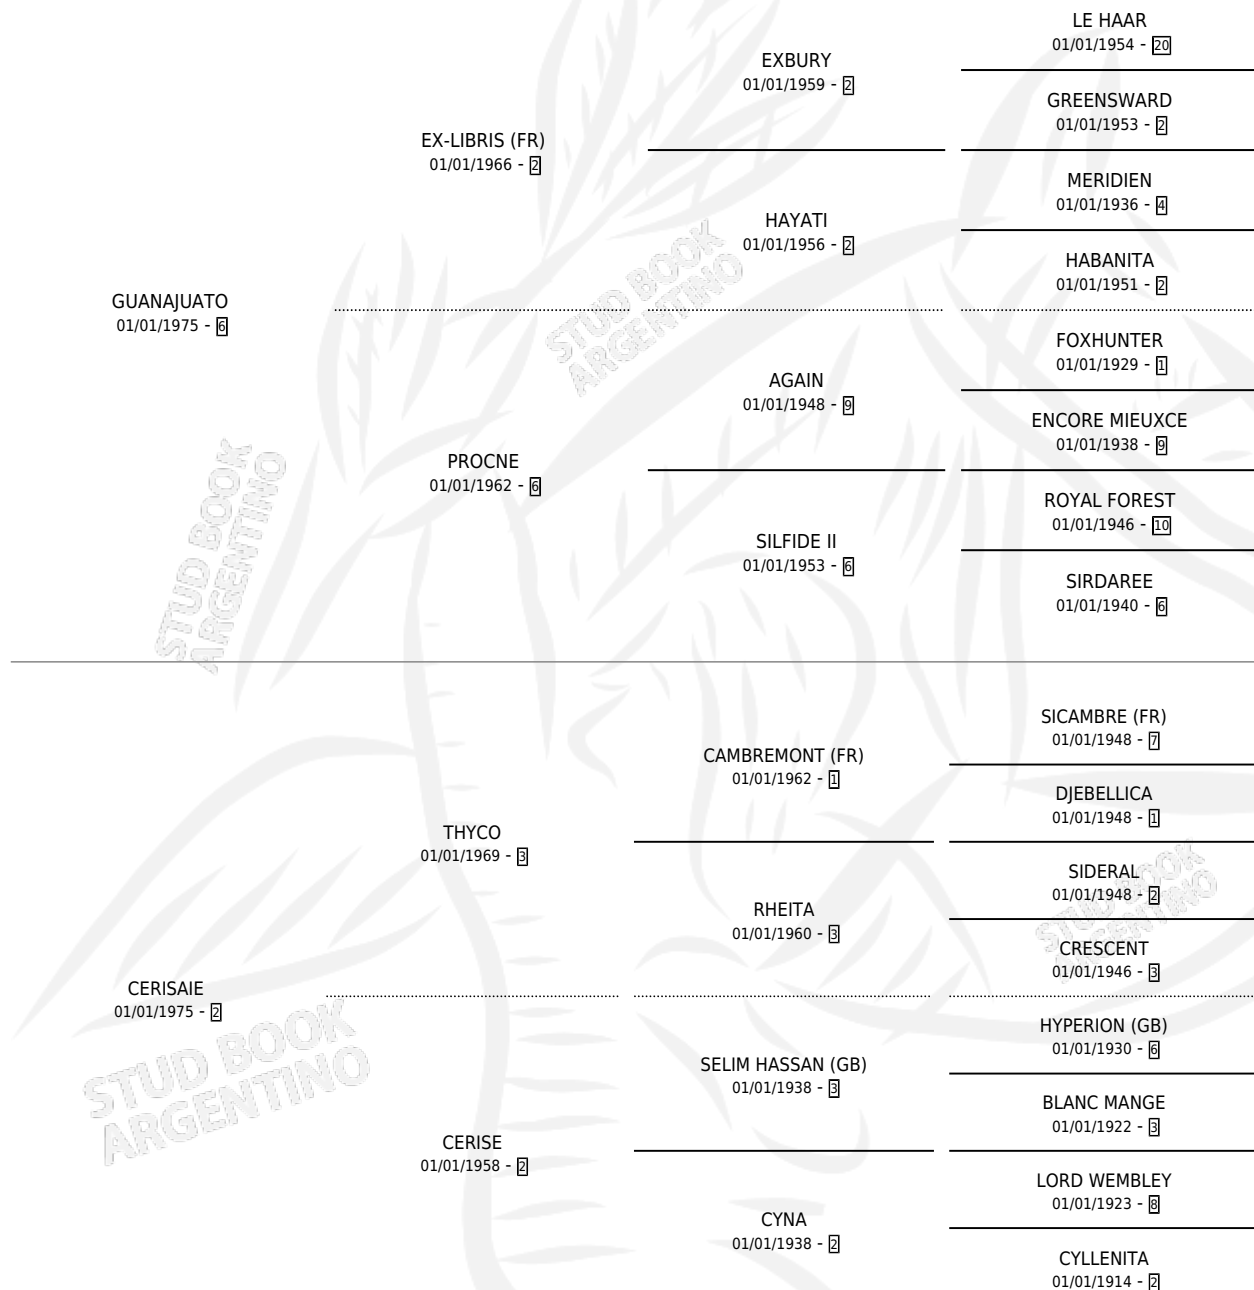 LE HAAR
01/01/1954 - 20
EXBURY
01/01/1959 - 2
GREENSWARD
01/01/1953 - 2
EX-LIBRIS (FR)
01/01/1966 - 2
MERIDIEN
01/01/1936 - 4
HAYATI
01/01/1956 - 2
HABANITA
01/01/1951 - 2
GUANAJUATO
01/01/1975 - 6
FOXHUNTER
01/01/1929 - 1
AGAIN
01/01/1948 - 9
ENCORE MIEUXCE
01/01/1938 - 9
PROCNE
01/01/1962 - 6
ROYAL FOREST
01/01/1946 - 10
SILFIDE II
01/01/1953 - 6
SIRDAREE
01/01/1940 - 6
SICAMBRE (FR)
01/01/1948 - 7
CAMBREMONT (FR)
01/01/1962 - 1
DJEBELLICA
01/01/1948 - 1
THYCO
01/01/1969 - 3
SIDERAL
01/01/1948 - 2
RHEITA
01/01/1960 - 3
CRESCENT
01/01/1946 - 3
CERISAIE
01/01/1975 - 2
HYPERION (GB)
01/01/1930 - 6
SELIM HASSAN (GB)
01/01/1938 - 3
BLANC MANGE
01/01/1922 - 3
CERISE
01/01/1958 - 2
LORD WEMBLEY
01/01/1923 - 8
CYNA
01/01/1938 - 2
CYLLENITA
01/01/1914 - 2
STUD BOOK
ARGENTINO
STUD BOOK
ARGENTINO
STUD BOOK
ARGENTINO
STUD BOOK
ARGENTINO